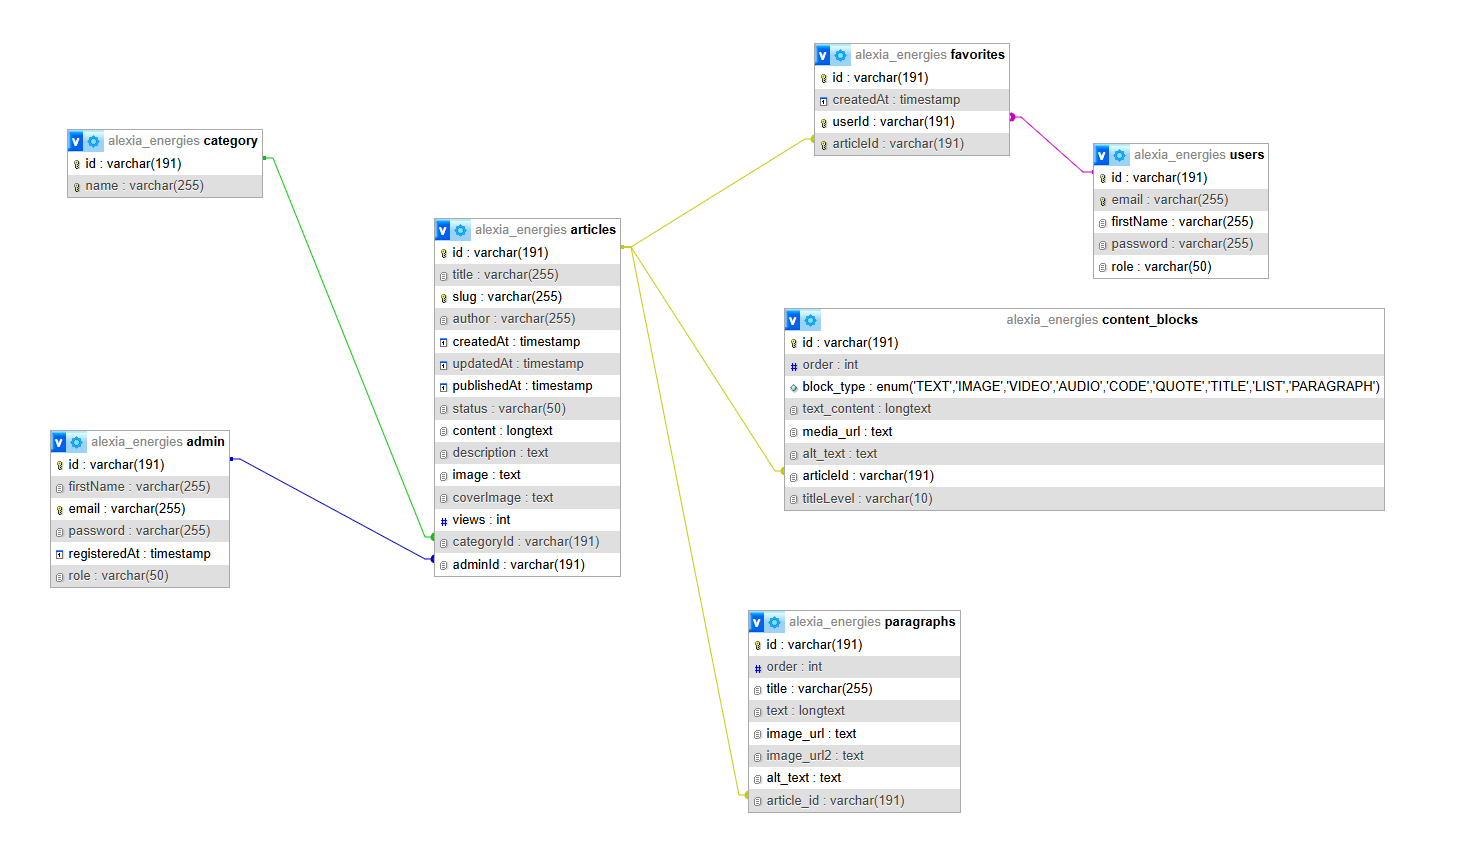 v alexia_energies category
id : varchar(191)
name : varchar(255)
v alexia_energies admin
id : varchar(191)
firstName : varchar(255)
email : varchar(255)
password : varchar(255)
registeredAt : timestamp
role : varchar(50)
v alexia_energies articles
id : varchar(191)
title : varchar(255)
slug : varchar(255)
author : varchar(255)
createdAt : timestamp
updatedAt : timestamp
publishedAt : timestamp
status : varchar(50)
content : longtext
description : text
image : text
coverImage : text
# views : int
categoryId : varchar(191)
adminId : varchar(191)
v alexia_energies favorites
id : varchar(191)
createdAt : timestamp
userId : varchar(191)
articleId : varchar(191)
v alexia_energies users
id : varchar(191)
email : varchar(255)
firstName : varchar(255)
password : varchar(255)
role : varchar(50)
v alexia_energies content_blocks
id : varchar(191)
# order : int
block_type : enum('TEXT','IMAGE','VIDEO','AUDIO','CODE','QUOTE','TITLE','LIST','PARAGRAPH')
text_content : longtext
media_url : text
alt_text : text
articleId : varchar(191)
titleLevel : varchar(10)
v alexia_energies paragraphs
id : varchar(191)
# order : int
title : varchar(255)
text : longtext
image_url : text
image_url2 : text
alt_text : text
article_id : varchar(191)